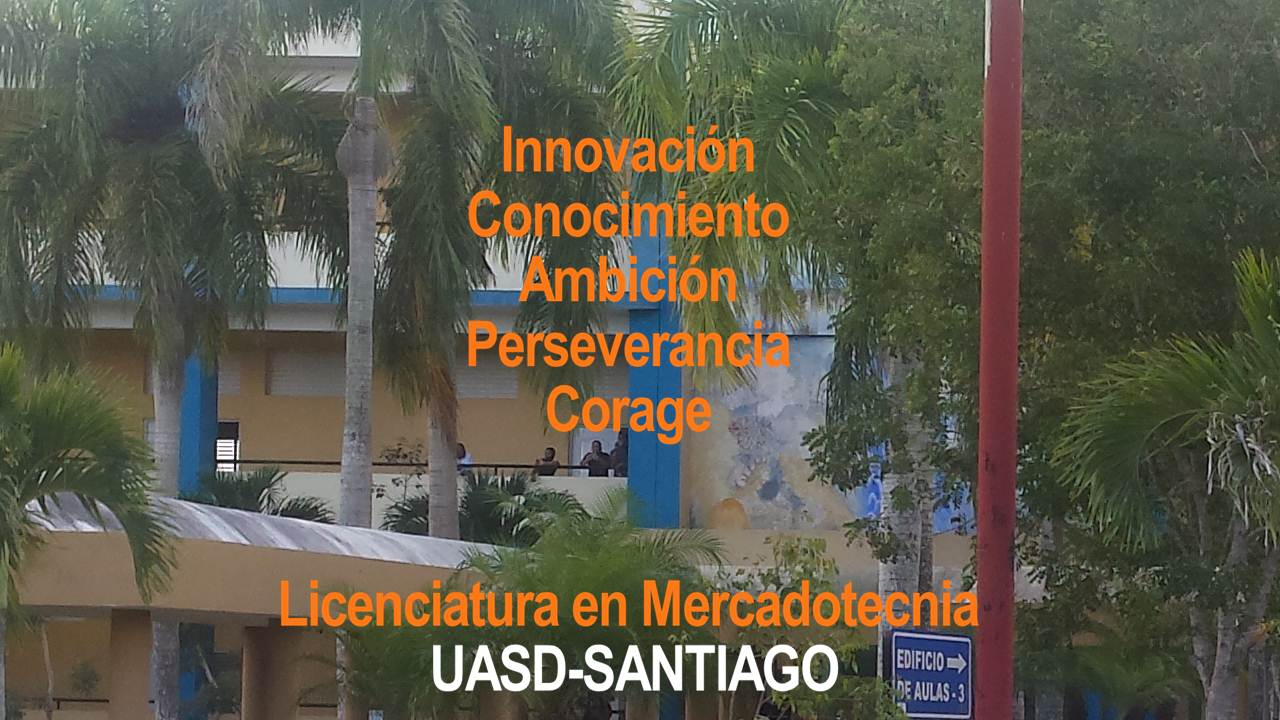 Innovación
Conocimiento
Ambición
Perseverancia
Corage
Licenciatura en Mercadotecnia
UASD-SANTIAGO
EDIFICIO →
DE AULAS - 3